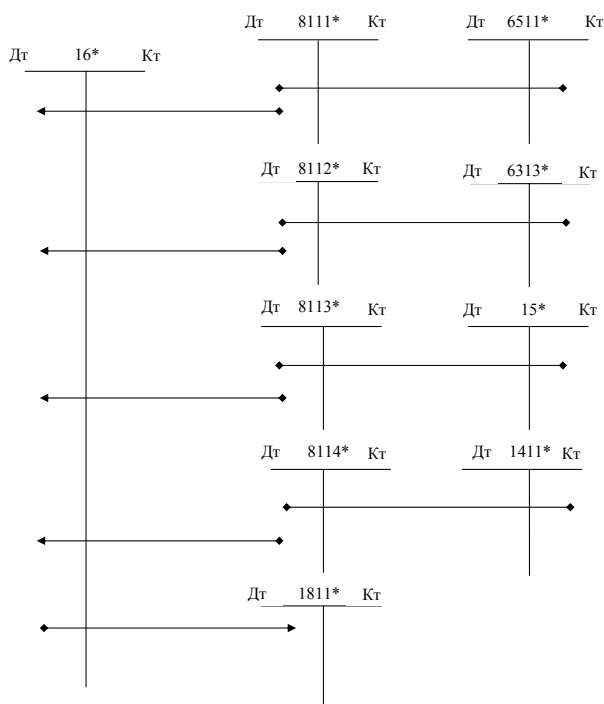 Дт 8111* Кт Дт 6511* Кт
Дт 16* Кт
Дт 8112* Кт Дт 6313* Кт
Дт 8113* Кт Дт 15* Кт
Дт 8114* Кт Дт 1411* Кт
Дт 1811* Кт